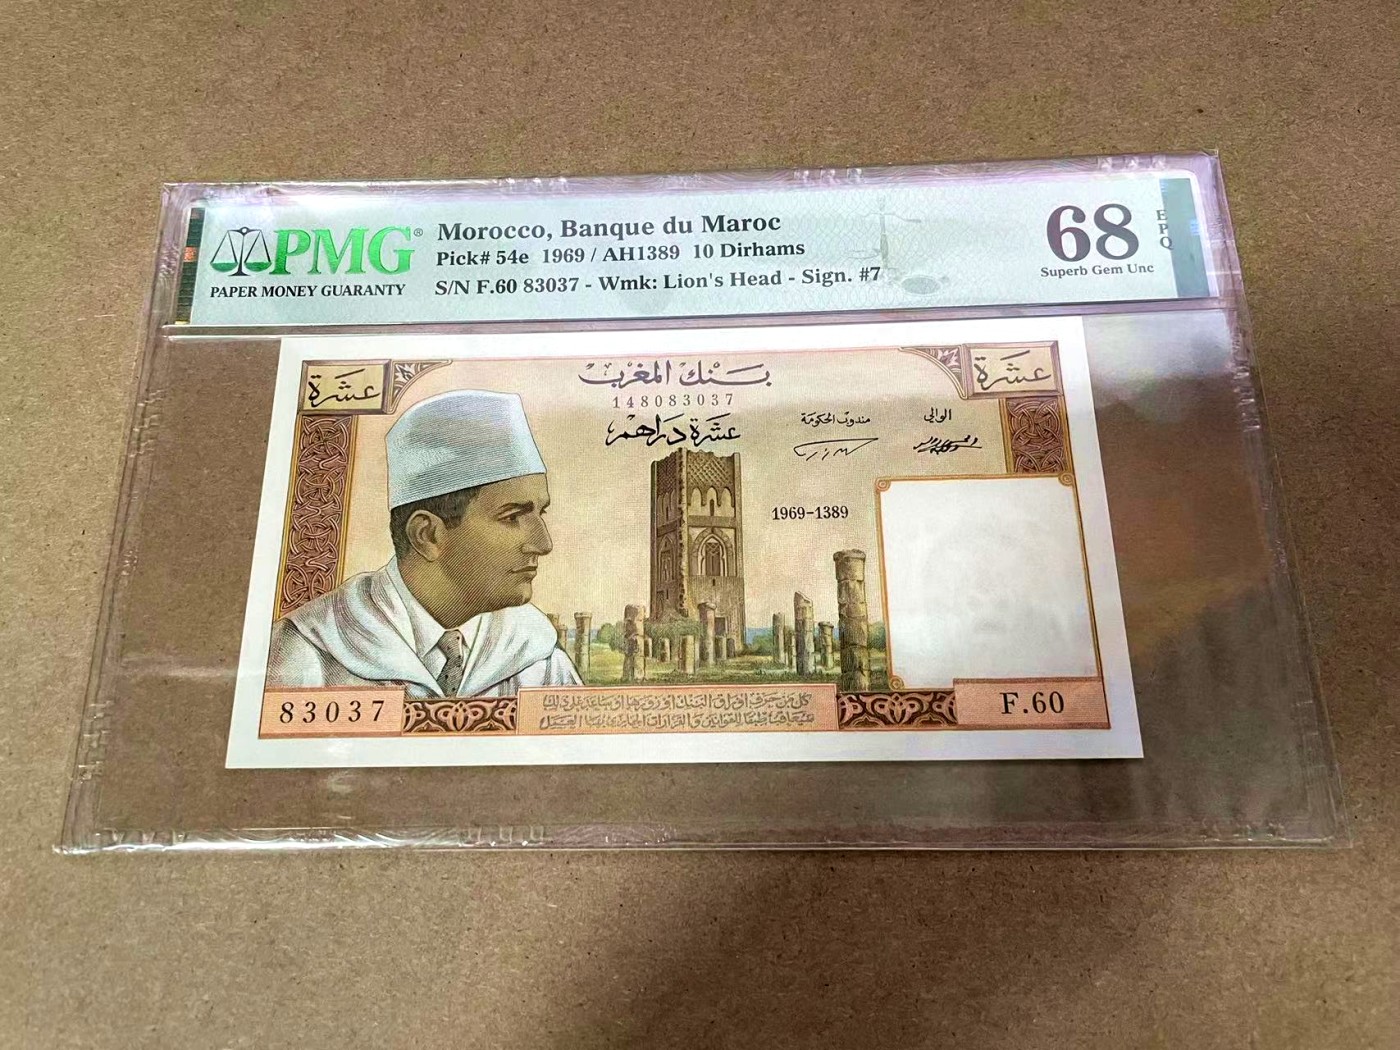 PMG®
PAPER MONEY GUARANTY
Morocco, Banque du Maroc
Pick# 54e 1969 / AH1389 10 Dirhams
S/N F.60 83037 - Wmk: Lion's Head - Sign. #7
68
Superb Gem Unc
EPQ
عشرة
بنك المغرب
عشرة
148083037
عشرة دراهم
مندوب الحكومة
الوالي
1969-1389
83037
F.60